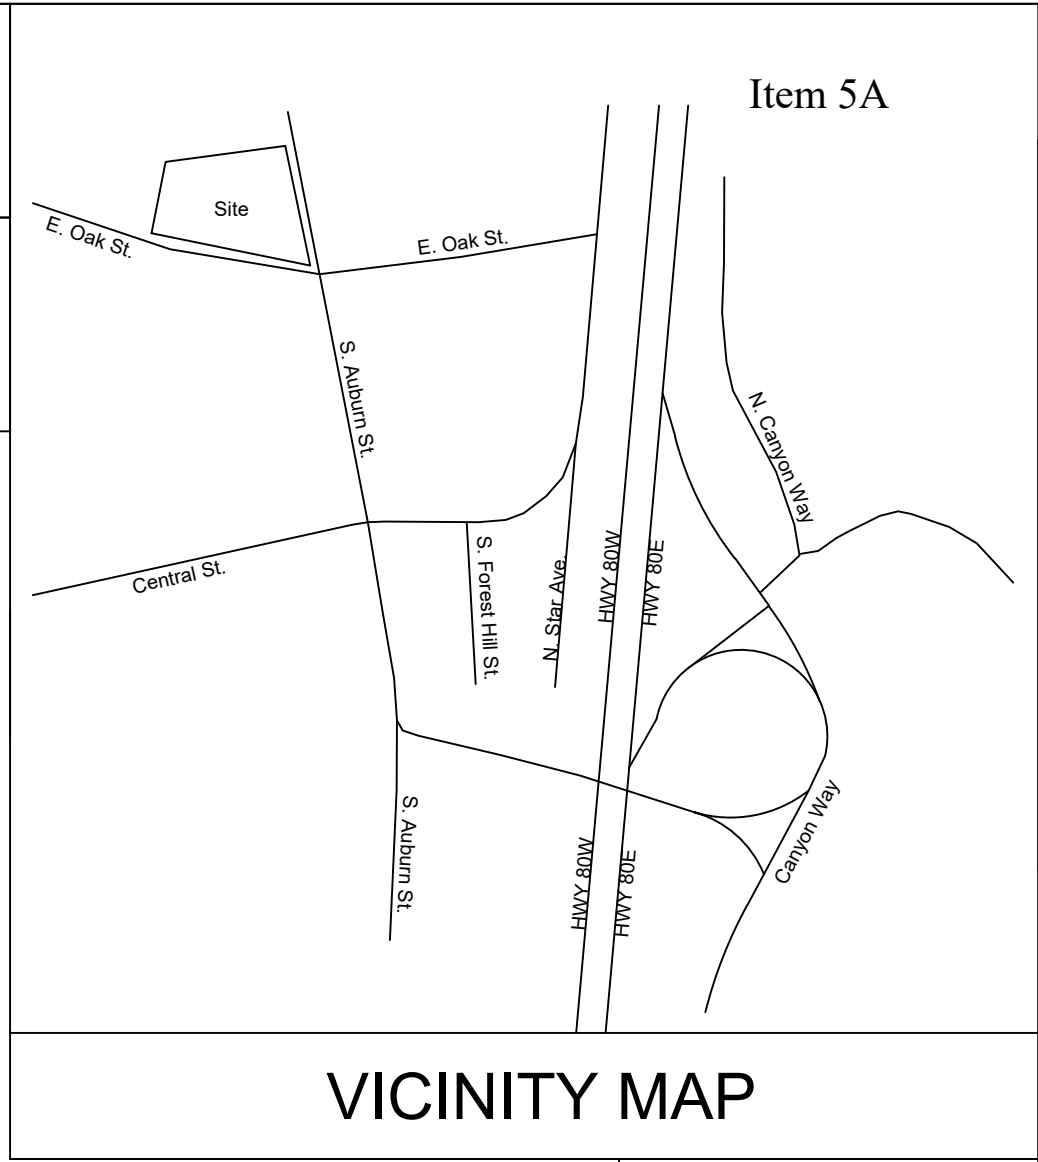 Item 5A
Site
E. Oak St.
E. Oak St.
S. Auburn St.
N. Canyon Way
Central St.
S. Forest Hill St.
N. Star Ave.
HWY 80W
HWY 80E
S. Auburn St.
HWY 80W
HWY 80E
Canyon Way
VICINITY MAP